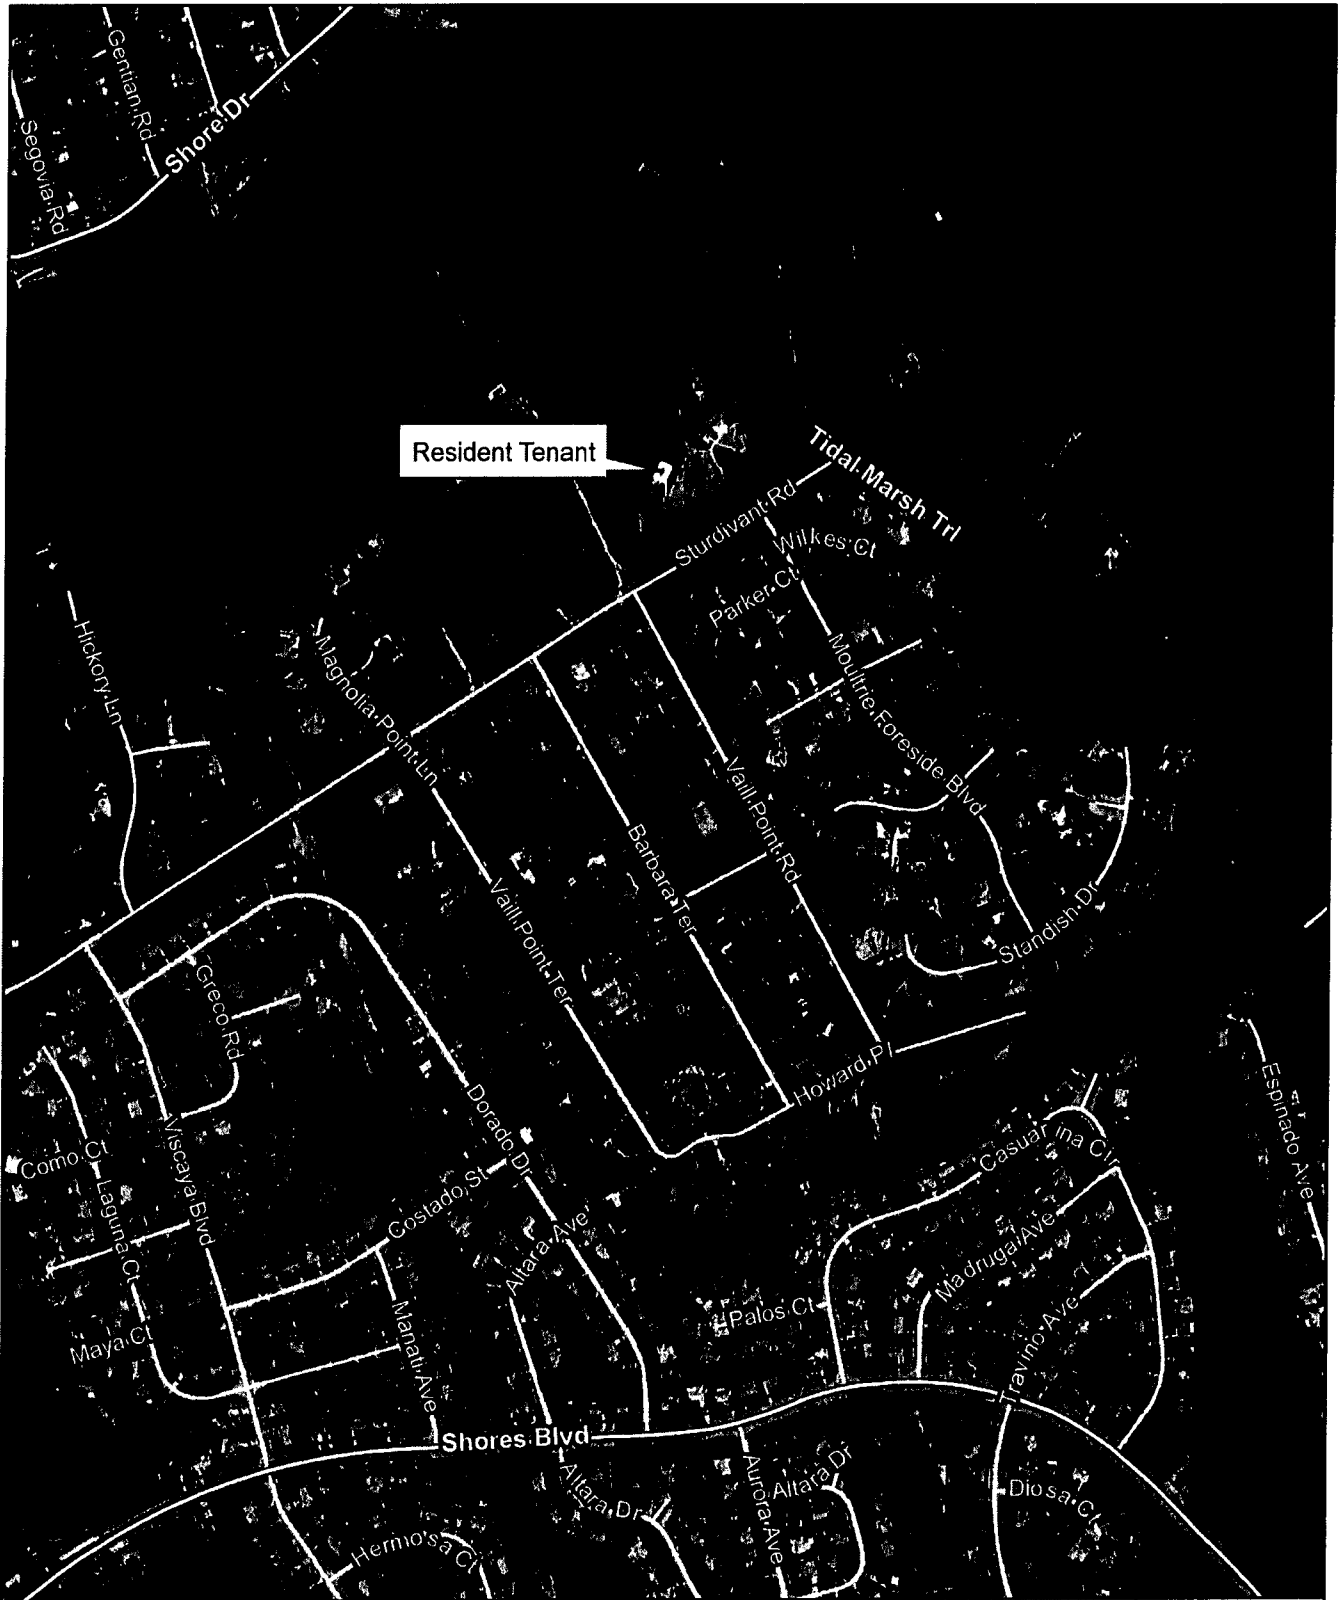 Gentian Rd
Shore Dr
Segovia Rd
Resident Tenant
Tidal Marsh Trl
Sturdivant Rd
Wilkes Ct
Parker Ct
Hickory Ln
Magnolia Point Ln
Moultrie Foreside Blvd
Vaill Point Rd
Barbara Ter
Vaill Point Ter
Standish Dr
Greco Rd
Howard Pl
Dorado Dr
Espinado Ave
Viscaya Blvd
Como Ct
Casuarina Cir
Laguna Ct
Costado St
Altara Ave
Madrugal Ave
Maya Ct
Manati Ave
Palos Ct
Travino Ave
Shores Blvd
Altara Dr
Aurora Ave
Altara Dr
Diosa Ct
Hermosa Ct